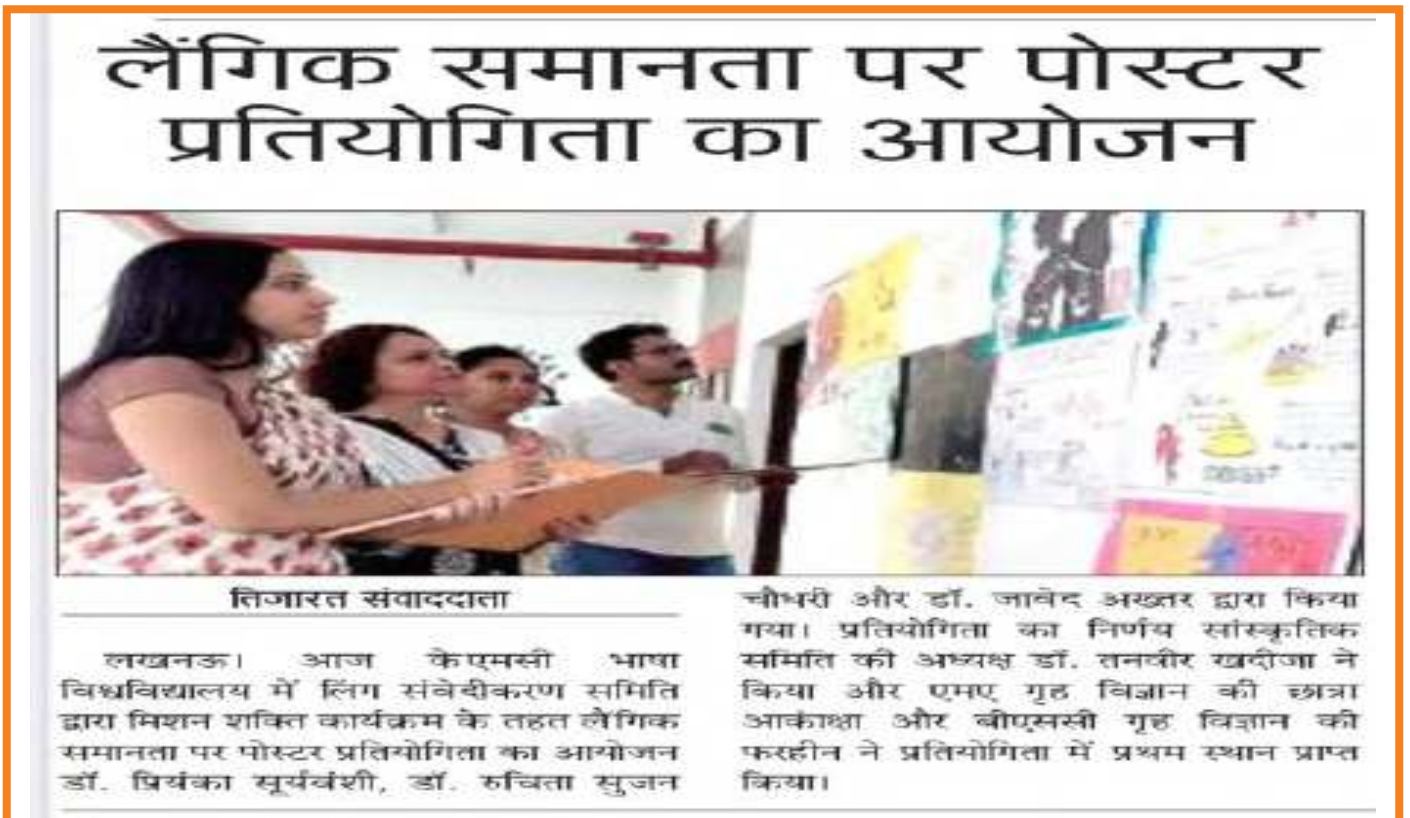 लैंगिक समानता पर पोस्टर
प्रतियोगिता का आयोजन
तिजारत संवाददाता
लखनऊ। आज केएमसी भाषा
विश्वविद्यालय में लिंग संवेदीकरण समिति
द्वारा मिशन शक्ति कार्यक्रम के तहत लैंगिक
समानता पर पोस्टर प्रतियोगिता का आयोजन
डॉ. प्रियंका सूर्यवंशी, डॉ. रुचिता सुजन
चौधरी और डॉ. जावेद अख्तर द्वारा किया
गया। प्रतियोगिता का निर्णय सांस्कृतिक
समिति की अध्यक्ष डॉ. तनवीर खदीजा ने
किया और एमए गृह विज्ञान की छात्रा
आकांक्षा और बीएससी गृह विज्ञान की
फरहीन ने प्रतियोगिता में प्रथम स्थान प्राप्त
किया।